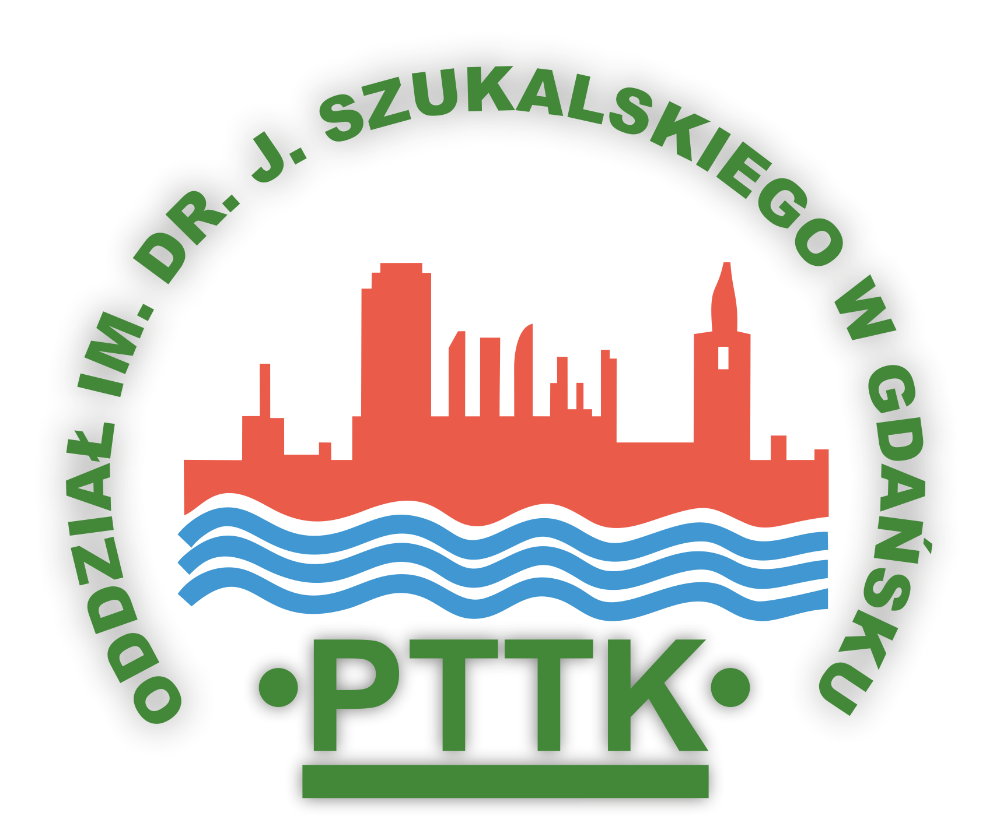 ODDZIAŁ IM. DR. J. SZUKALSKIEGO W GDAŃSKU
•PTTK•